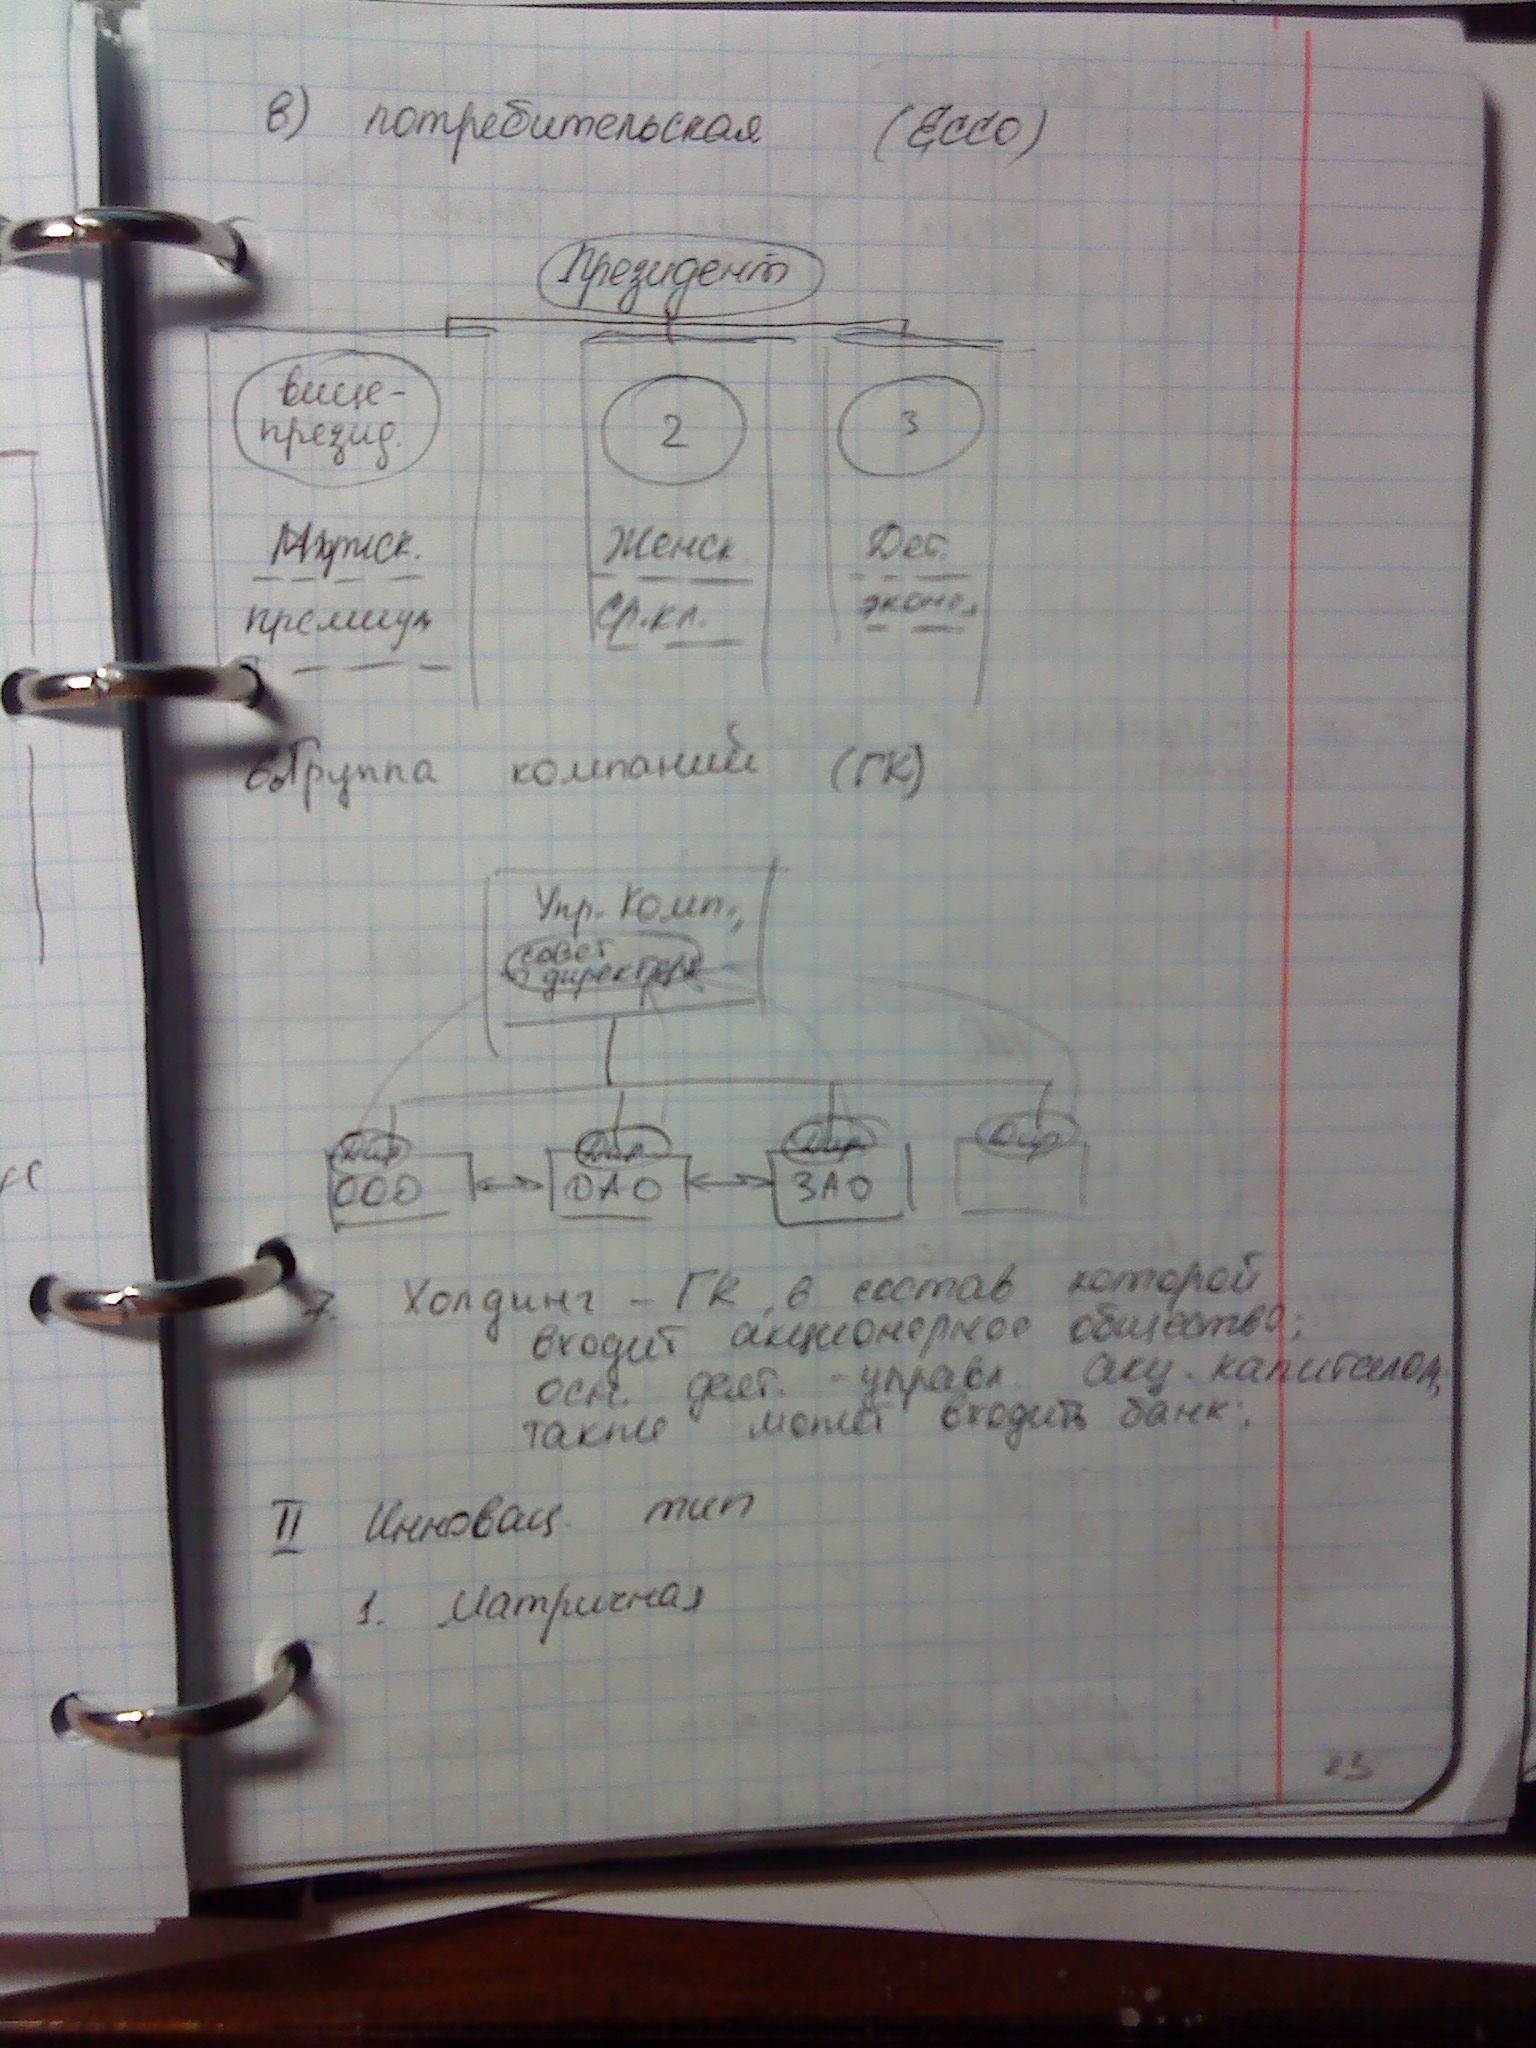 в) потребительская (Ecco)
Президент
вице-
презид.
2
3
Мужск.
Женск.
Дет.
премиум
ср.кл.
эконом
6. Группа компаний (ГК)
Упр. Комп.,
совет
директоров
Дир
Дир.
Дир
Дир
ООО
ОАО
ЗАО
7. Холдинг – ГК, в состав которой
входит акционерное общество;
осн. деят. - управл. акц. капиталом,
также может входить банк.
II Инновац. тип
1. Матричная
23